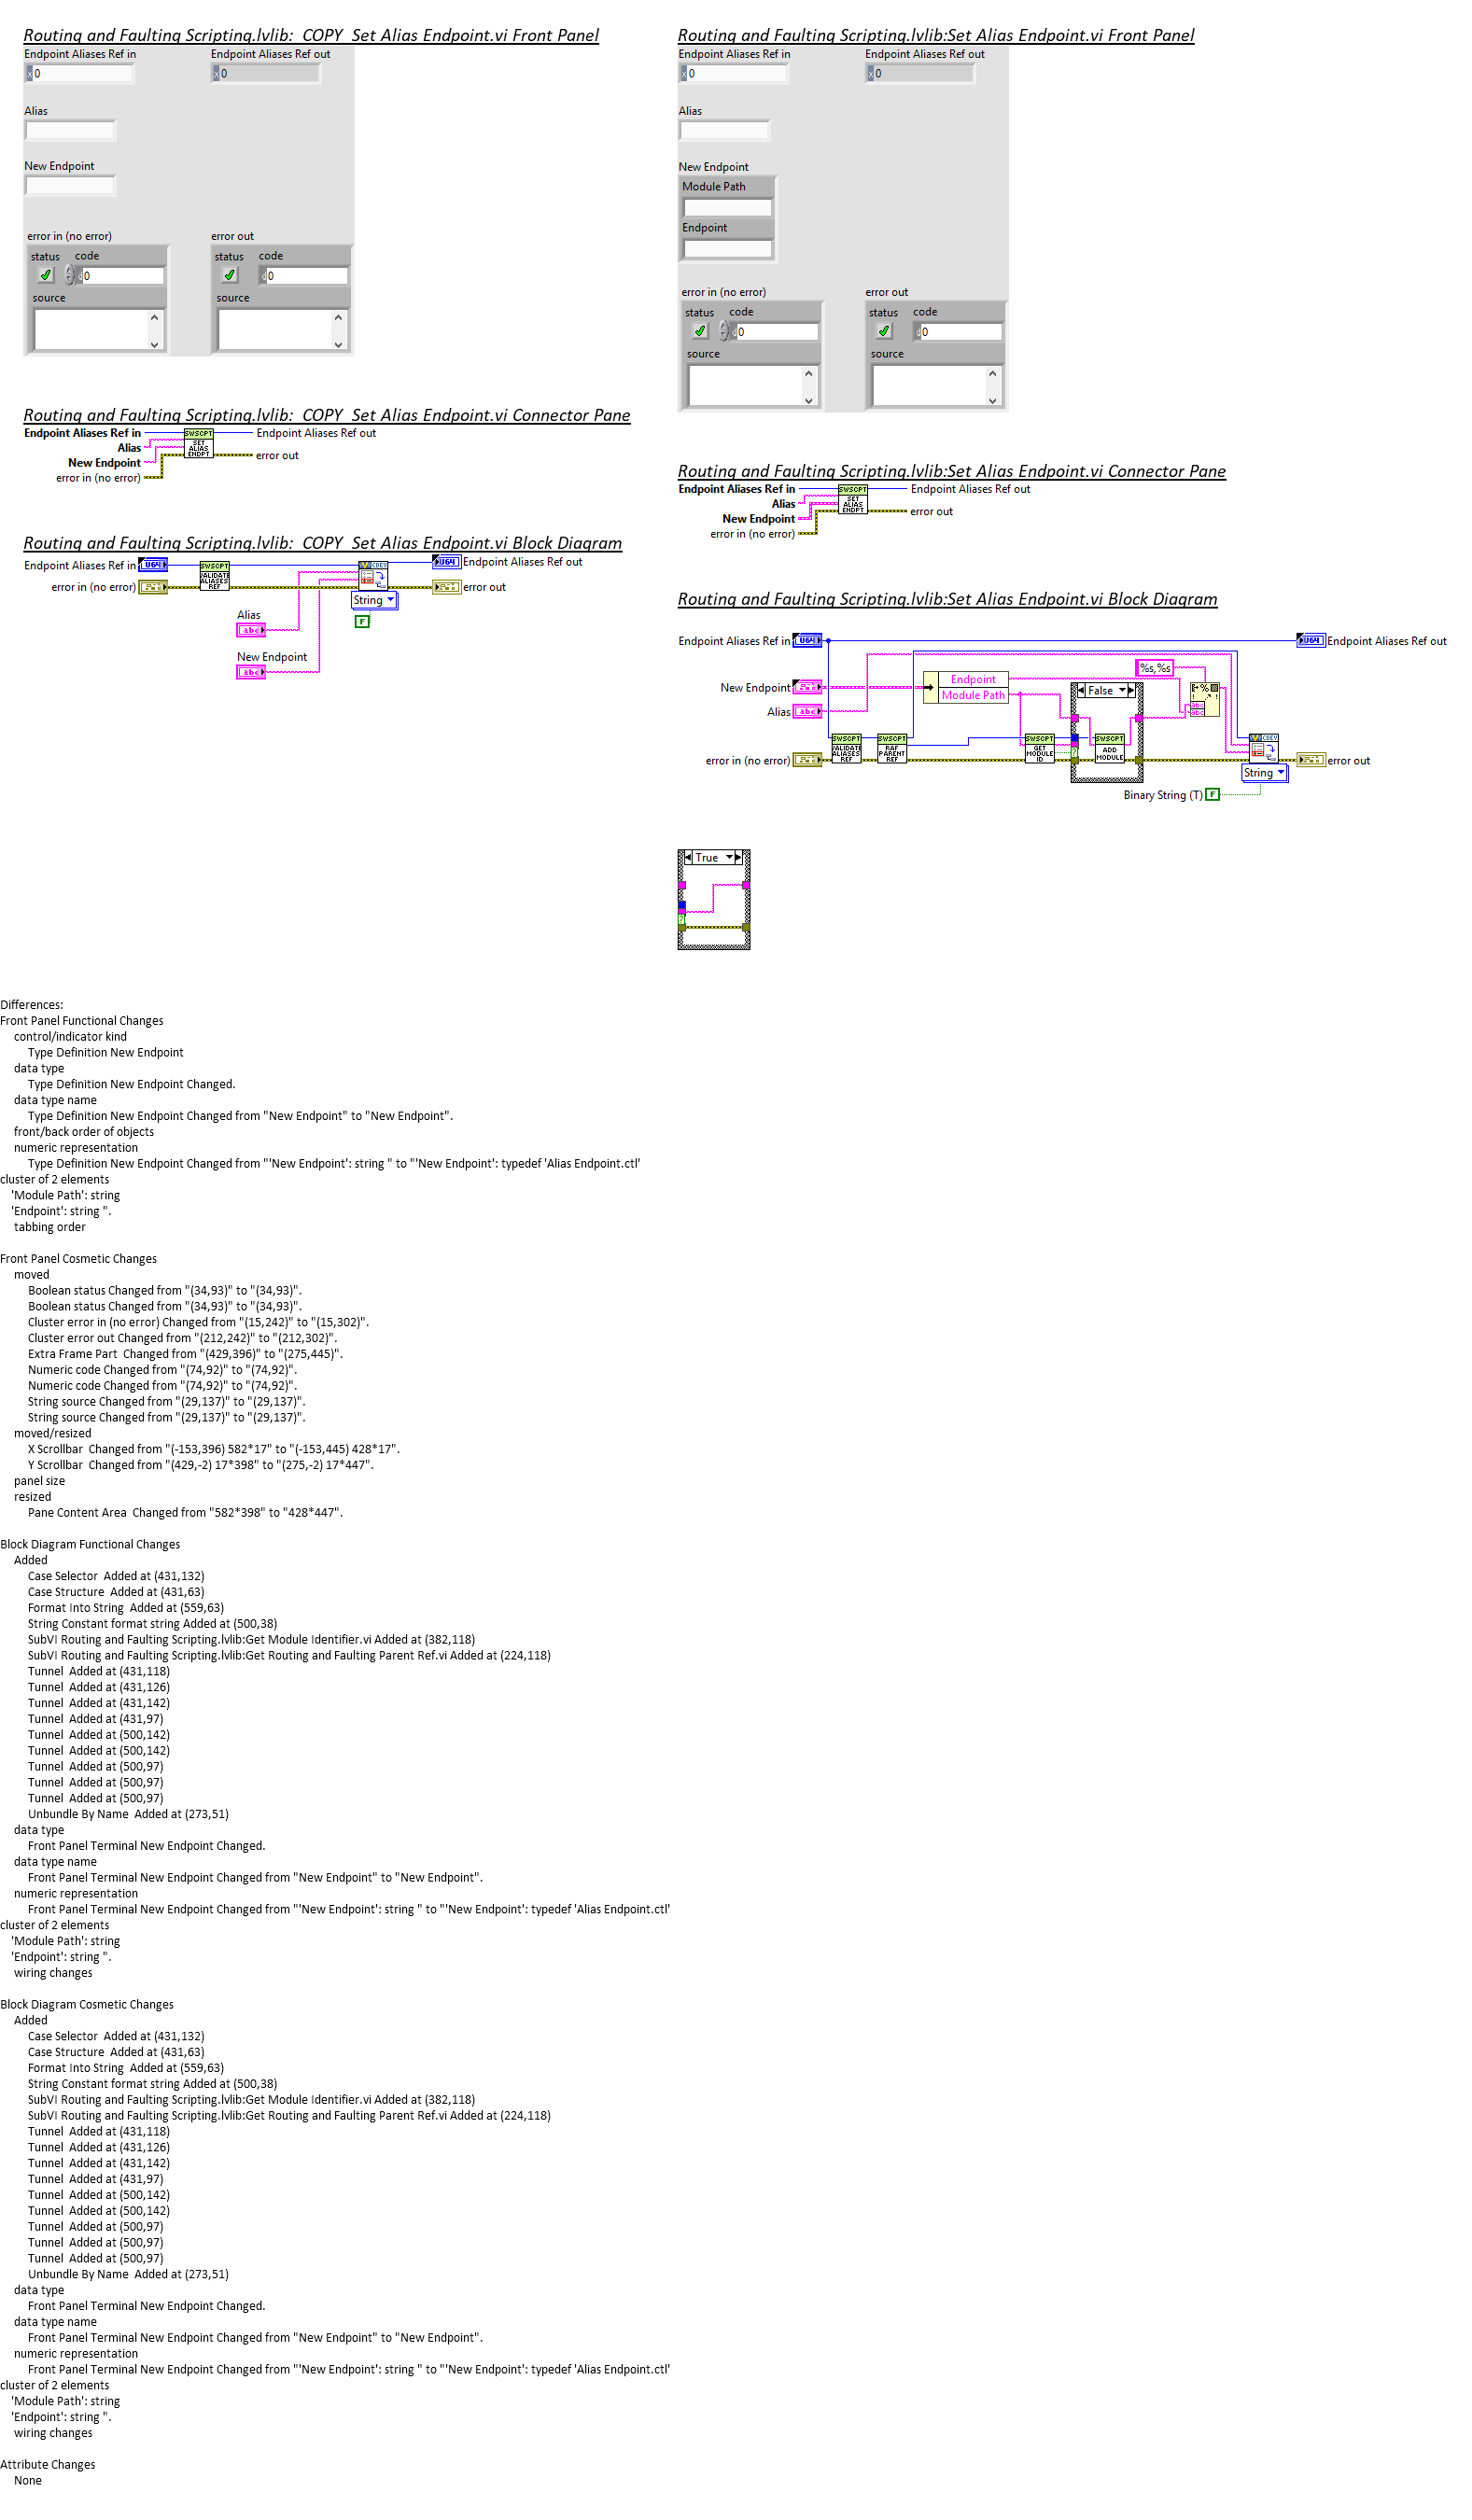 Routing and Faulting Scripting.lvlib:_COPY_Set Alias Endpoint.vi Front Panel
Endpoint Aliases Ref in
Endpoint Aliases Ref out
x 0
x 0
Alias
New Endpoint
error in (no error)
error out
status
code
status
code
d 0
d 0
source
source
Routing and Faulting Scripting.lvlib:_COPY_Set Alias Endpoint.vi Connector Pane
Endpoint Aliases Ref in
SWSCPT
Endpoint Aliases Ref out
Alias
SET
ALIAS
ENDPT
New Endpoint
error out
error in (no error)
Routing and Faulting Scripting.lvlib:_COPY_Set Alias Endpoint.vi Block Diagram
Endpoint Aliases Ref in
U64
SWSCPT
VALIDATE
ALIASES
REF
CDEV
U64
Endpoint Aliases Ref out
error in (no error)
error out
String
F
Alias
abc
New Endpoint
abc
Routing and Faulting Scripting.lvlib:Set Alias Endpoint.vi Front Panel
Endpoint Aliases Ref in
Endpoint Aliases Ref out
x 0
x 0
Alias
New Endpoint
Module Path
Endpoint
error in (no error)
error out
status
code
status
code
d 0
d 0
source
source
Routing and Faulting Scripting.lvlib:Set Alias Endpoint.vi Connector Pane
Endpoint Aliases Ref in
SWSCPT
Endpoint Aliases Ref out
Alias
SET
ALIAS
ENDPT
New Endpoint
error out
error in (no error)
Routing and Faulting Scripting.lvlib:Set Alias Endpoint.vi Block Diagram
Endpoint Aliases Ref in
U64
U64
Endpoint Aliases Ref out
%s,%s
New Endpoint
Endpoint
Module Path
False
Alias
abc
abc
abc
SWSCPT
VALIDATE
ALIASES
REF
SWSCPT
RAF
PARENT
REF
SWSCPT
GET
MODULE
ID
?
SWSCPT
ADD
MODULE
CDEV
error in (no error)
error out
String
Binary String (T)
F
True
?
Differences:
Front Panel Functional Changes
control/indicator kind
Type Definition New Endpoint
data type
Type Definition New Endpoint Changed.
data type name
Type Definition New Endpoint Changed from "New Endpoint" to "New Endpoint".
front/back order of objects
numeric representation
Type Definition New Endpoint Changed from "'New Endpoint': string " to "'New Endpoint': typedef 'Alias Endpoint.ctl'
cluster of 2 elements
'Module Path': string
'Endpoint': string ".
tabbing order
Front Panel Cosmetic Changes
moved
Boolean status Changed from "(34,93)" to "(34,93)".
Boolean status Changed from "(34,93)" to "(34,93)".
Cluster error in (no error) Changed from "(15,242)" to "(15,302)".
Cluster error out Changed from "(212,242)" to "(212,302)".
Extra Frame Part  Changed from "(429,396)" to "(275,445)".
Numeric code Changed from "(74,92)" to "(74,92)".
Numeric code Changed from "(74,92)" to "(74,92)".
String source Changed from "(29,137)" to "(29,137)".
String source Changed from "(29,137)" to "(29,137)".
moved/resized
X Scrollbar  Changed from "(-153,396) 582*17" to "(-153,445) 428*17".
Y Scrollbar  Changed from "(429,-2) 17*398" to "(275,-2) 17*447".
panel size
resized
Pane Content Area  Changed from "582*398" to "428*447".
Block Diagram Functional Changes
Added
Case Selector  Added at (431,132)
Case Structure  Added at (431,63)
Format Into String  Added at (559,63)
String Constant format string Added at (500,38)
SubVI Routing and Faulting Scripting.lvlib:Get Module Identifier.vi Added at (382,118)
SubVI Routing and Faulting Scripting.lvlib:Get Routing and Faulting Parent Ref.vi Added at (224,118)
Tunnel  Added at (431,118)
Tunnel  Added at (431,126)
Tunnel  Added at (431,142)
Tunnel  Added at (431,97)
Tunnel  Added at (500,142)
Tunnel  Added at (500,142)
Tunnel  Added at (500,97)
Tunnel  Added at (500,97)
Tunnel  Added at (500,97)
Unbundle By Name  Added at (273,51)
data type
Front Panel Terminal New Endpoint Changed.
data type name
Front Panel Terminal New Endpoint Changed from "New Endpoint" to "New Endpoint".
numeric representation
Front Panel Terminal New Endpoint Changed from "'New Endpoint': string " to "'New Endpoint': typedef 'Alias Endpoint.ctl'
cluster of 2 elements
'Module Path': string
'Endpoint': string ".
wiring changes
Block Diagram Cosmetic Changes
Added
Case Selector  Added at (431,132)
Case Structure  Added at (431,63)
Format Into String  Added at (559,63)
String Constant format string Added at (500,38)
SubVI Routing and Faulting Scripting.lvlib:Get Module Identifier.vi Added at (382,118)
SubVI Routing and Faulting Scripting.lvlib:Get Routing and Faulting Parent Ref.vi Added at (224,118)
Tunnel  Added at (431,118)
Tunnel  Added at (431,126)
Tunnel  Added at (431,142)
Tunnel  Added at (431,97)
Tunnel  Added at (500,142)
Tunnel  Added at (500,142)
Tunnel  Added at (500,97)
Tunnel  Added at (500,97)
Tunnel  Added at (500,97)
Unbundle By Name  Added at (273,51)
data type
Front Panel Terminal New Endpoint Changed.
data type name
Front Panel Terminal New Endpoint Changed from "New Endpoint" to "New Endpoint".
numeric representation
Front Panel Terminal New Endpoint Changed from "'New Endpoint': string " to "'New Endpoint': typedef 'Alias Endpoint.ctl'
cluster of 2 elements
'Module Path': string
'Endpoint': string ".
wiring changes
Attribute Changes
None